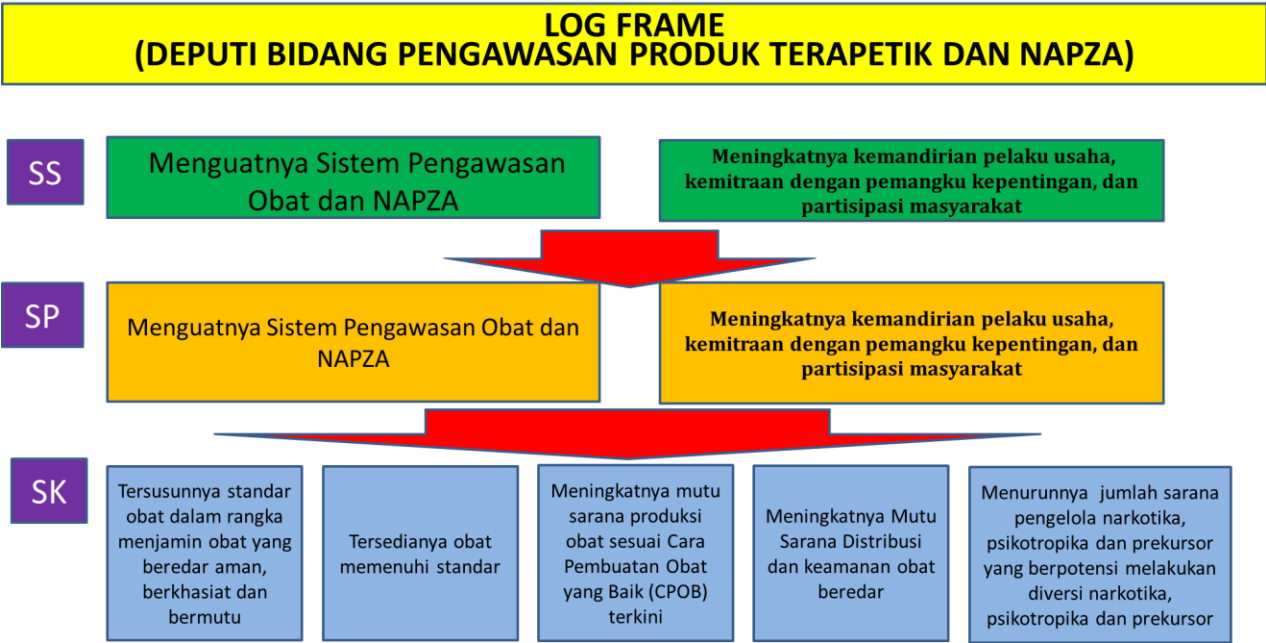 LOG FRAME
(DEPUTI BIDANG PENGAWASAN PRODUK TERAPETIK DAN NAPZA)
SS
Menguatnya Sistem Pengawasan
Obat dan NAPZA
Meningkatnya kemandirian pelaku usaha,
kemitraan dengan pemangku kepentingan, dan
partisipasi masyarakat
SP
Menguatnya Sistem Pengawasan Obat dan
NAPZA
Meningkatnya kemandirian pelaku usaha,
kemitraan dengan pemangku kepentingan, dan
partisipasi masyarakat
SK
Tersusunnya standar
obat dalam rangka
menjamin obat yang
beredar aman,
berkhasiat dan
bermutu
Tersedianya obat
memenuhi standar
Meningkatnya mutu
sarana produksi
obat sesuai Cara
Pembuatan Obat
yang Baik (CPOB)
terkini
Meningkatnya Mutu
Sarana Distribusi
dan keamanan obat
beredar
Menurunnya jumlah sarana
pengelola narkotika,
psikotropika dan prekursor
yang berpotensi melakukan
diversi narkotika,
psikotropika dan prekursor